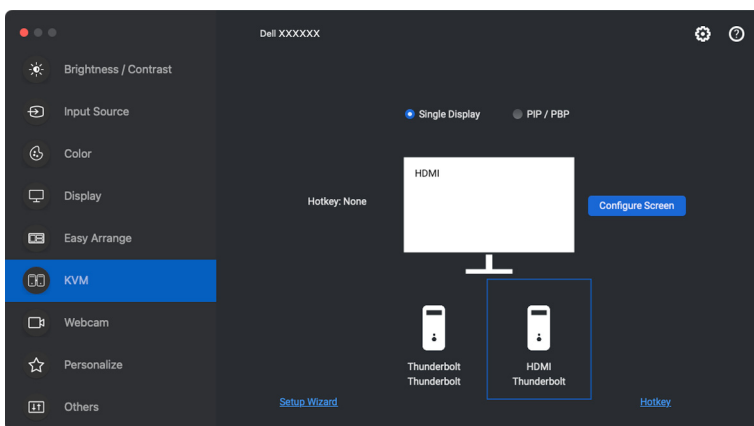 Dell XXXXXX
Brightness / Contrast
Input Source
Color
Display
Easy Arrange
KVM
Webcam
Personalize
Others
Single Display
PIP / PBP
HDMI
Hotkey: None
Configure Screen
Thunderbolt
Thunderbolt
HDMI
Thunderbolt
Setup Wizard
Hotkey